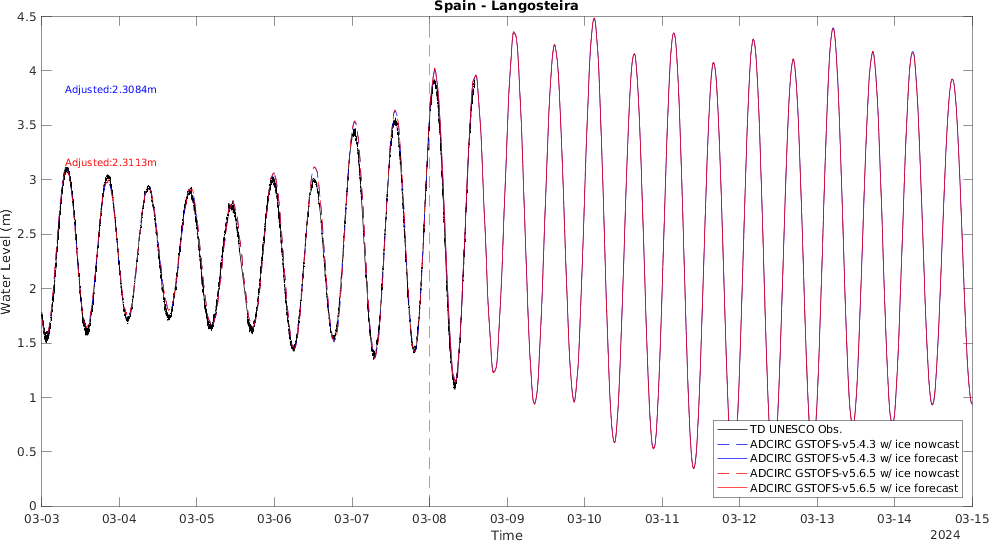 Spain - Langosteira
4.5
4
3.5
3
2.5
2
1.5
1
0.5
0
Water Level (m)
Adjusted:2.3084m
Adjusted:2.3113m
TD UNESCO Obs.
ADCIRC GSTOFS-v5.4.3 w/ ice nowcast
ADCIRC GSTOFS-v5.4.3 w/ ice forecast
ADCIRC GSTOFS-v5.6.5 w/ ice nowcast
ADCIRC GSTOFS-v5.6.5 w/ ice forecast
03-03 03-04 03-05 03-06 03-07 03-08 03-09 03-10 03-11 03-12 03-13 03-14 03-15
Time
2024